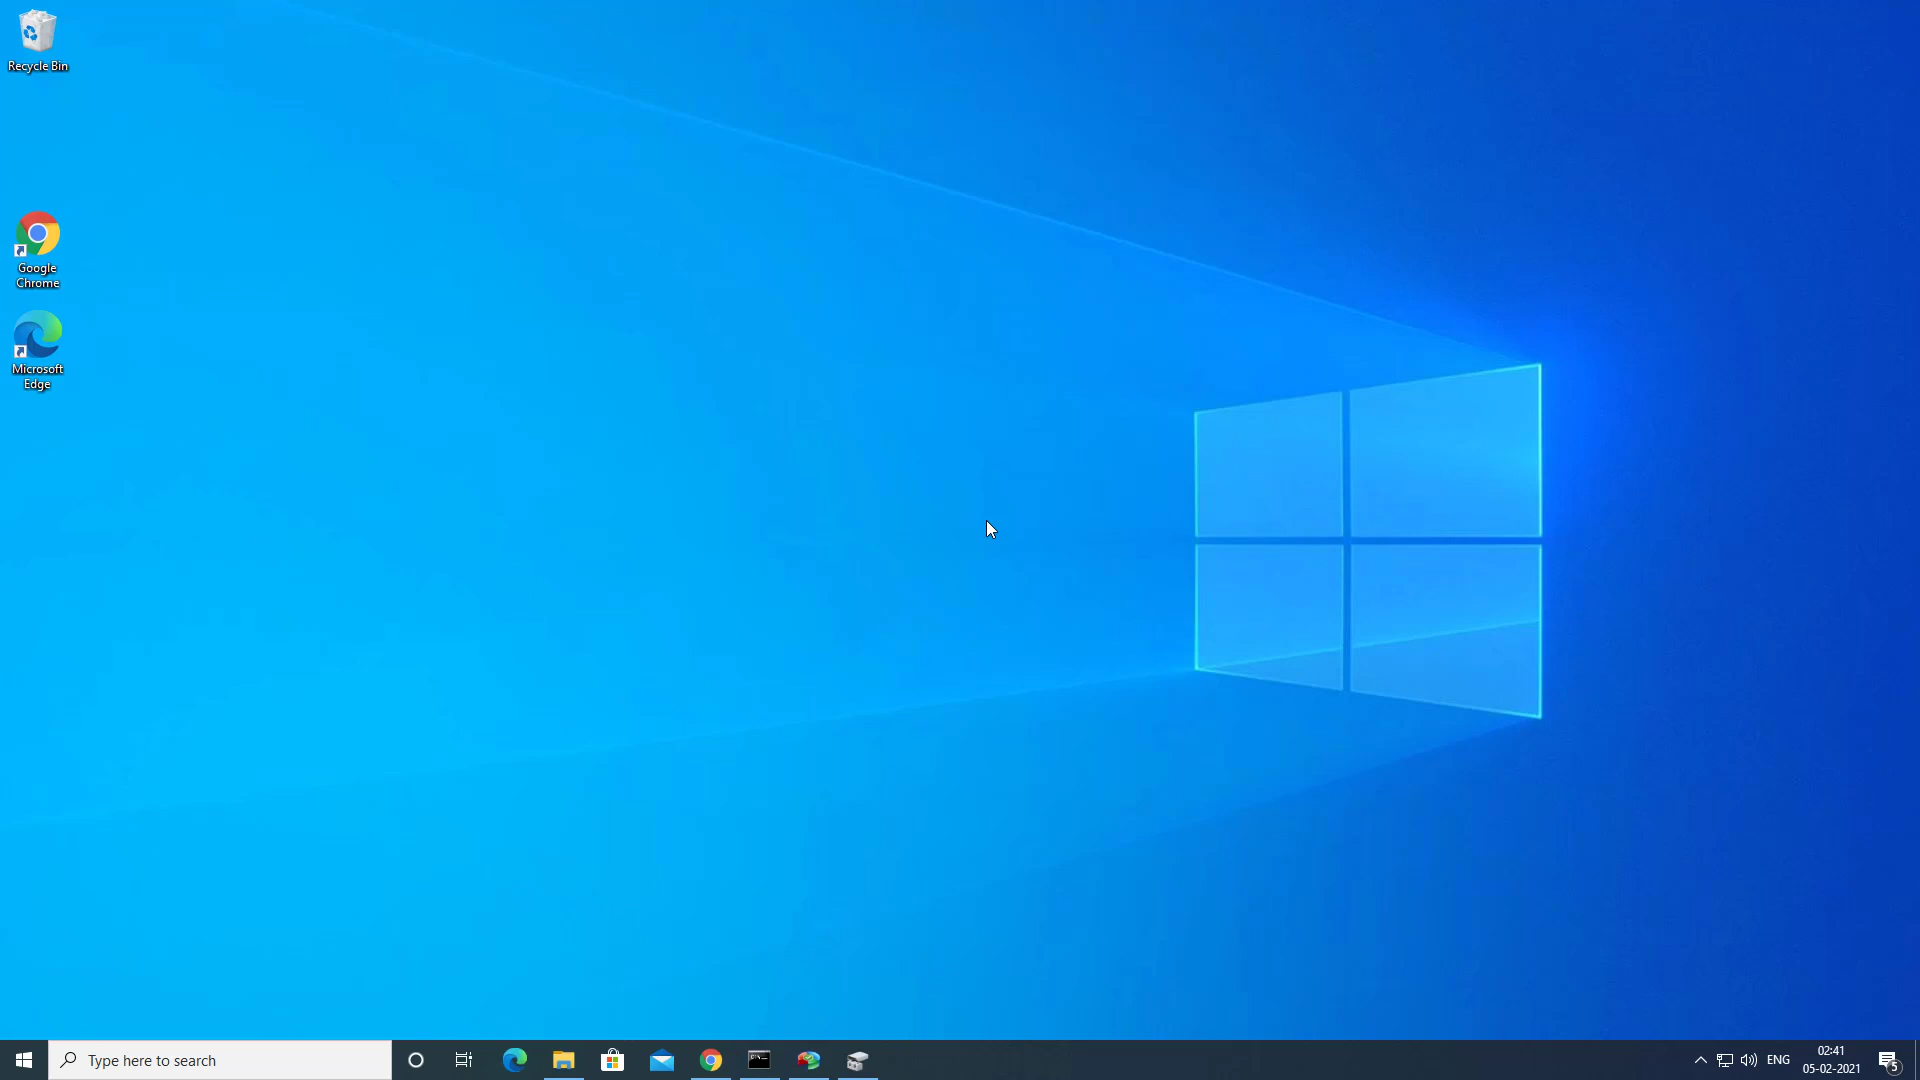 Recycle Bin
Google
Chrome
Microsoft
Edge
Type here to search
ENG
02:41
05-02-2021
5